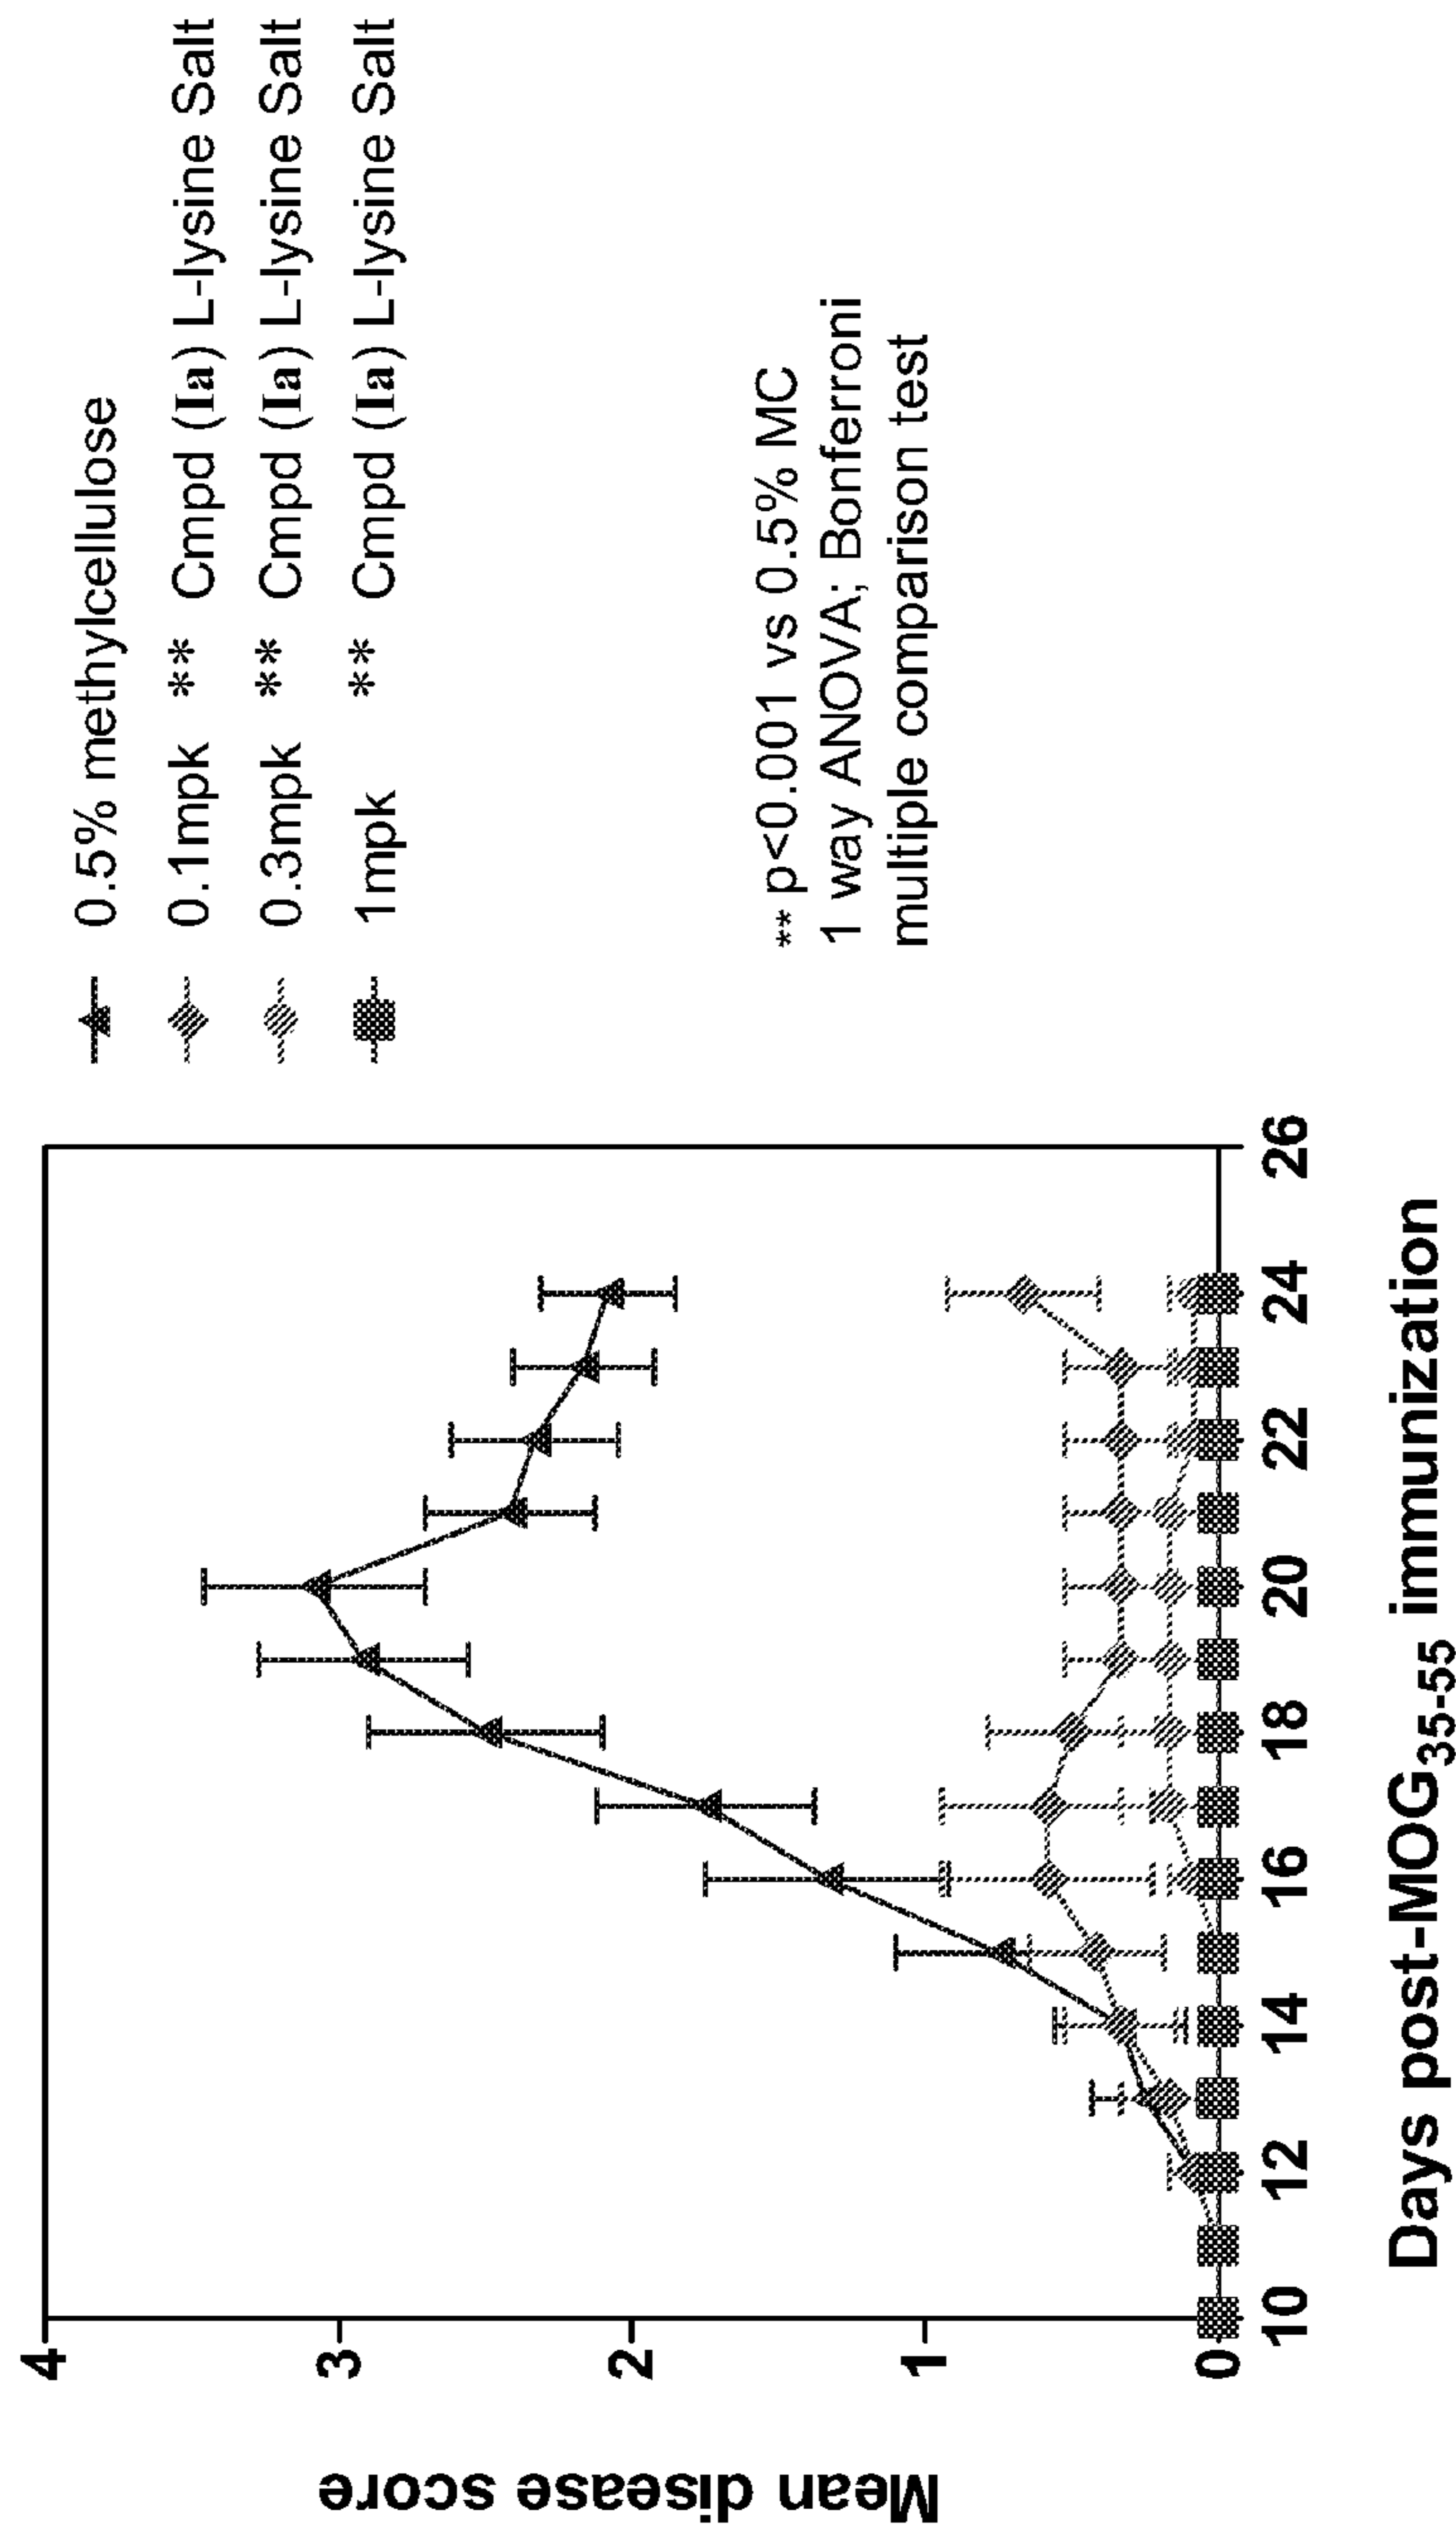 Mean disease score
4
3
2
1
0
10 12 14 16 18 20 22 24 26
Days post-MOG35-55 immunization
0.5% methylcellulose
0.1mpk ** Cmpd (Ia) L-lysine Salt
0.3mpk ** Cmpd (Ia) L-lysine Salt
1mpk ** Cmpd (Ia) L-lysine Salt
** p<0.001 vs 0.5% MC
1 way ANOVA; Bonferroni
multiple comparison test